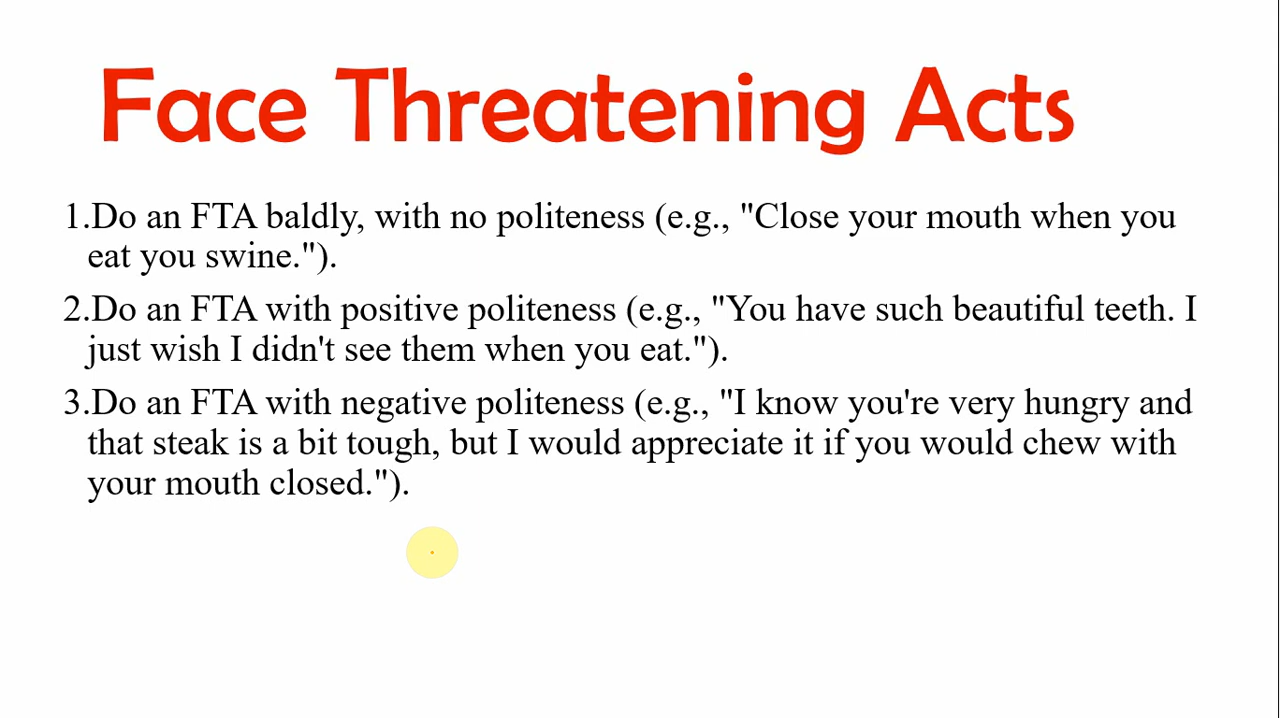 Face Threatening Acts
1.Do an FTA baldly, with no politeness (e.g., "Close your mouth when you
eat you swine.").
2.Do an FTA with positive politeness (e.g., "You have such beautiful teeth. I
just wish I didn't see them when you eat.").
3.Do an FTA with negative politeness (e.g., "I know you're very hungry and
that steak is a bit tough, but I would appreciate it if you would chew with
your mouth closed.").